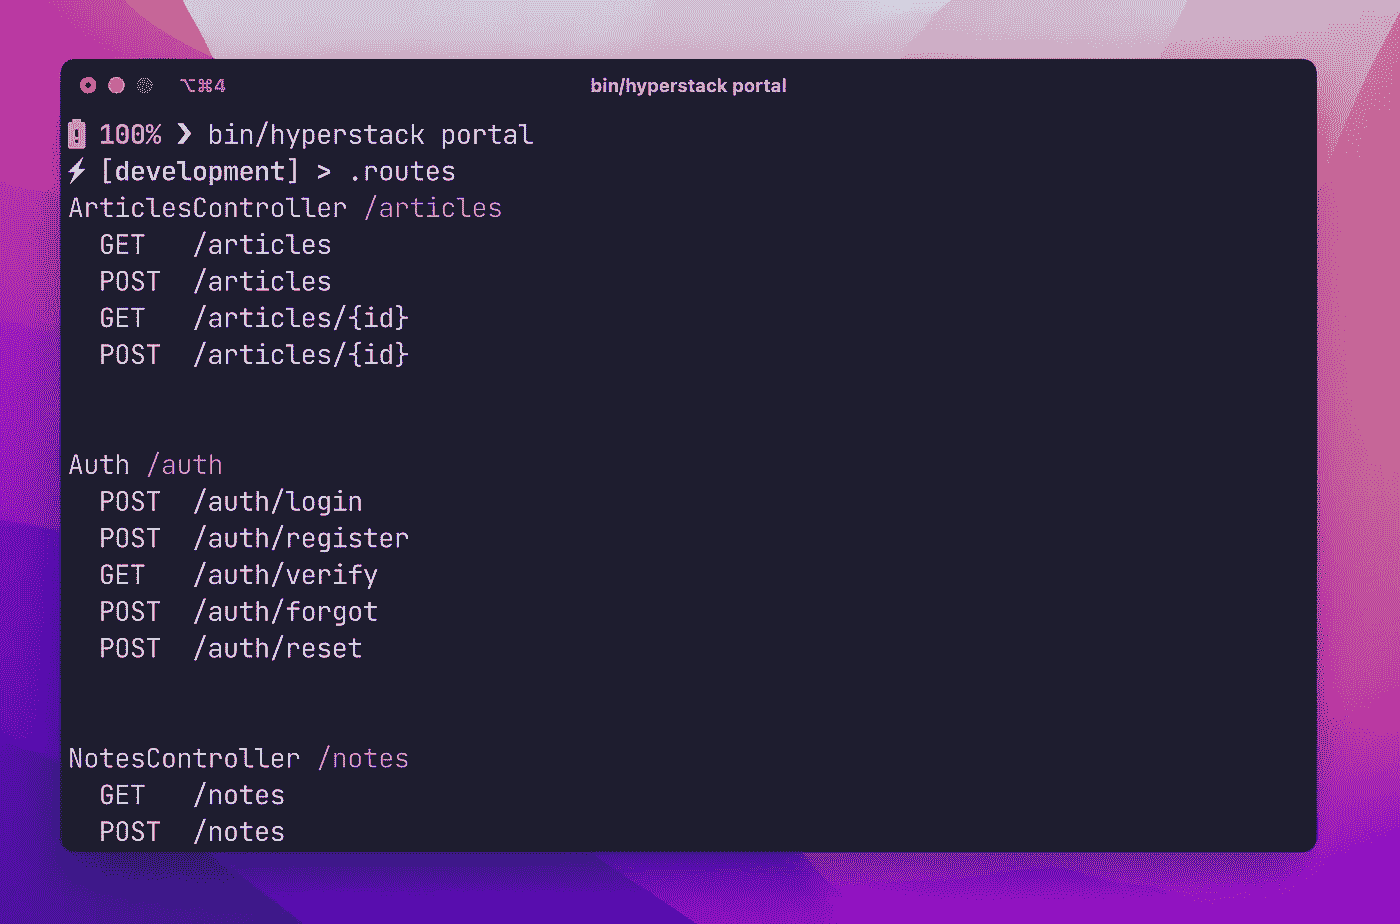 ⌥⌘4 bin/hyperstack portal
100% ❯ bin/hyperstack portal
⚡ [development] > .routes
ArticlesController /articles
GET /articles
POST /articles
GET /articles/{id}
POST /articles/{id}
Auth /auth
POST /auth/login
POST /auth/register
GET /auth/verify
POST /auth/forgot
POST /auth/reset
NotesController /notes
GET /notes
POST /notes